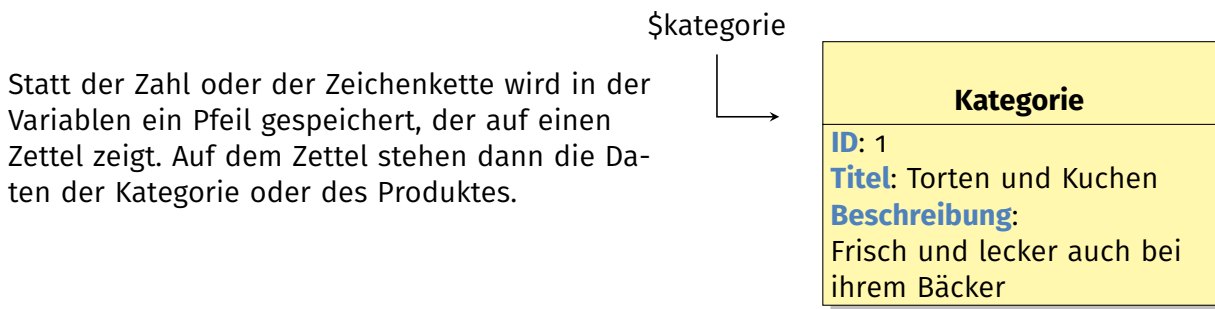 $kategorie
Statt der Zahl oder der Zeichenkette wird in der
Variablen ein Pfeil gespeichert, der auf einen
Zettel zeigt. Auf dem Zettel stehen dann die Da-
ten der Kategorie oder des Produktes.
Kategorie
ID: 1
Titel: Torten und Kuchen
Beschreibung:
Frisch und lecker auch bei
ihrem Bäcker